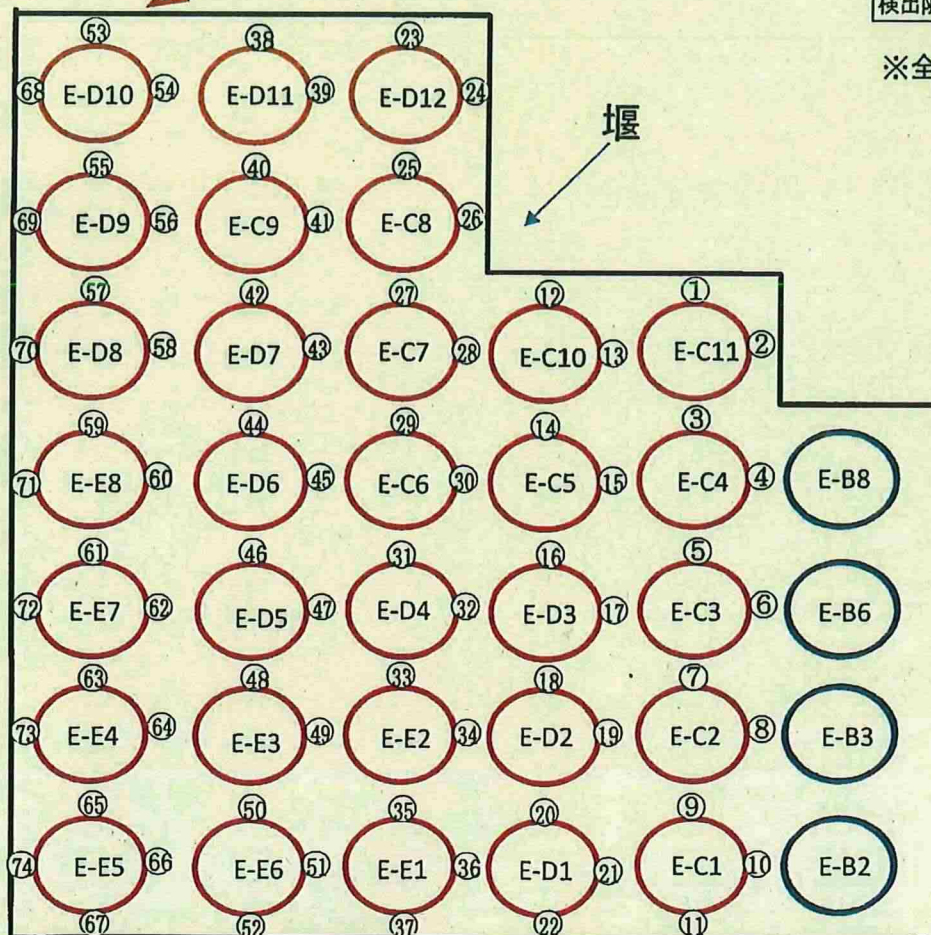 検出限
※全
堰
53 38 23
68 E-D10 54 E-D11 39 E-D12 24
55 40 25
69 E-D9 56 E-C9 41 E-C8 26
57 42 27 12 ①
70 E-D8 58 E-D7 43 E-C7 28 E-C10 13 E-C11 ②
59 44 29 14 ③
71 E-E8 60 E-D6 45 E-C6 30 E-C5 15 E-C4 ④ E-B8
61 46 31 16 ⑤
72 E-E7 62 E-D5 47 E-D4 32 E-D3 17 E-C3 ⑥ E-B6
63 48 33 18 ⑦
73 E-E4 64 E-E3 49 E-E2 34 E-D2 19 E-C2 ⑧ E-B3
65 50 35 20 ⑨
74 E-E5 66 E-E6 51 E-E1 36 E-D1 21 E-C1 ⑩ E-B2
67 52 37 22 ⑪